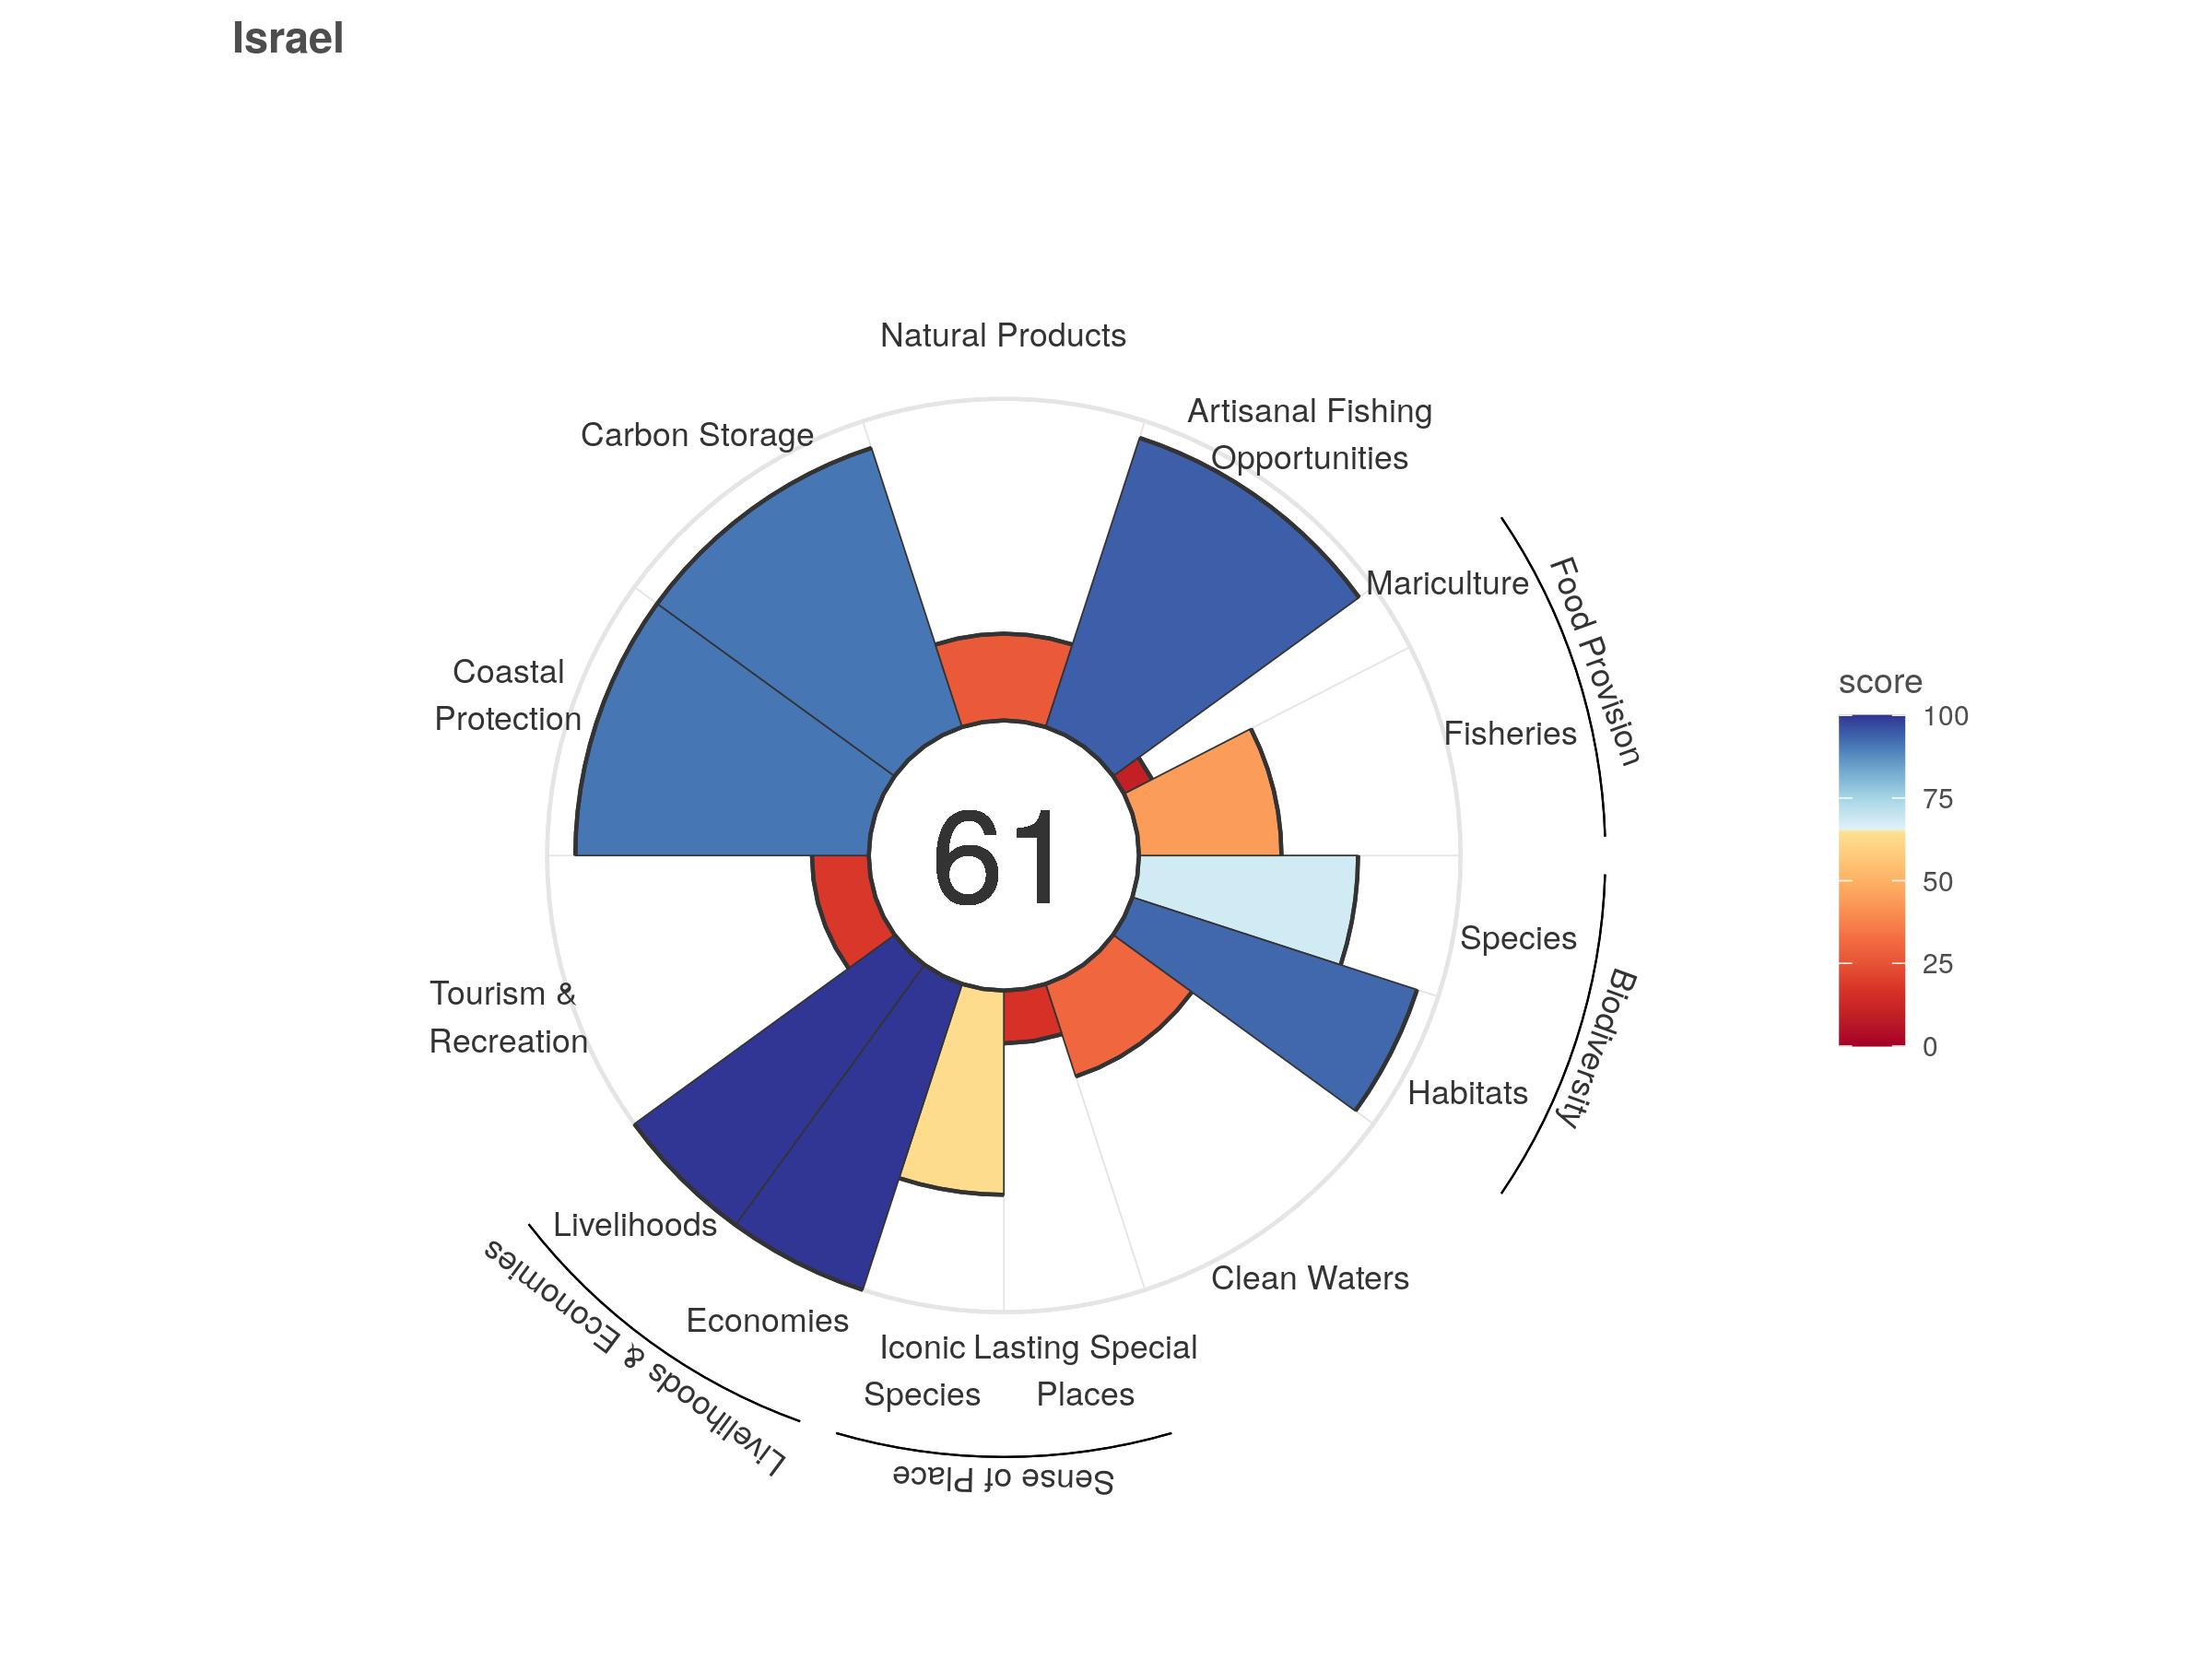 Israel
Natural Products
Artisanal Fishing
Opportunities
Carbon Storage
Mariculture
Food Provision
Fisheries
Coastal
Protection
61
score
100
75
50
25
0
Species
Biodiversity
Habitats
Tourism &
Recreation
Livelihoods
Clean Waters
Economies
Livelihoods & Economies
Iconic
Species
Lasting Special
Places
Sense of Place